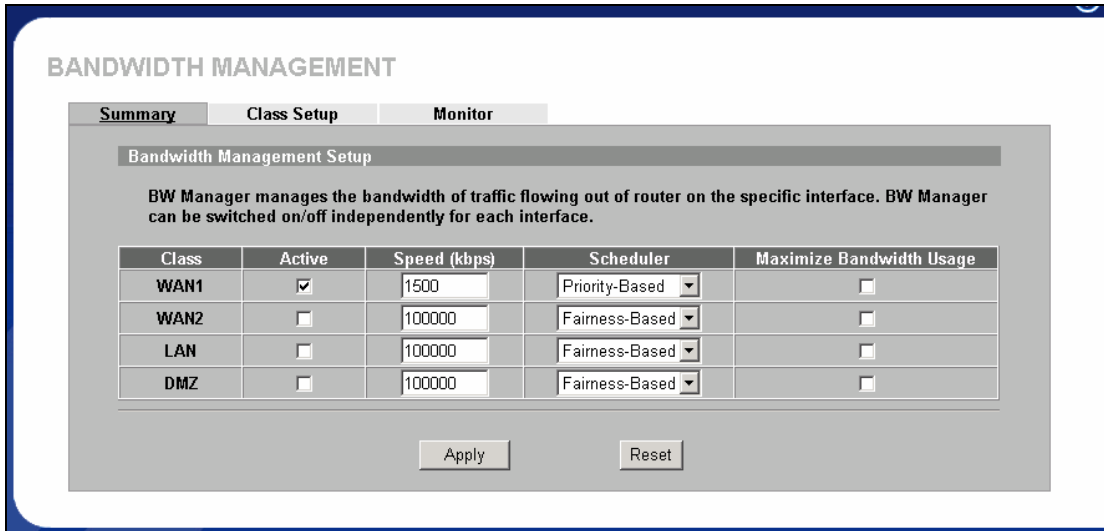 BANDWIDTH MANAGEMENT
Summary Class Setup Monitor
Bandwidth Management Setup
BW Manager manages the bandwidth of traffic flowing out of router on the specific interface. BW Manager
can be switched on/off independently for each interface.
Class Active Speed (kbps) Scheduler Maximize Bandwidth Usage
WAN1 1500 Priority-Based
WAN2 100000 Fairness-Based
LAN 100000 Fairness-Based
DMZ 100000 Fairness-Based
Apply Reset